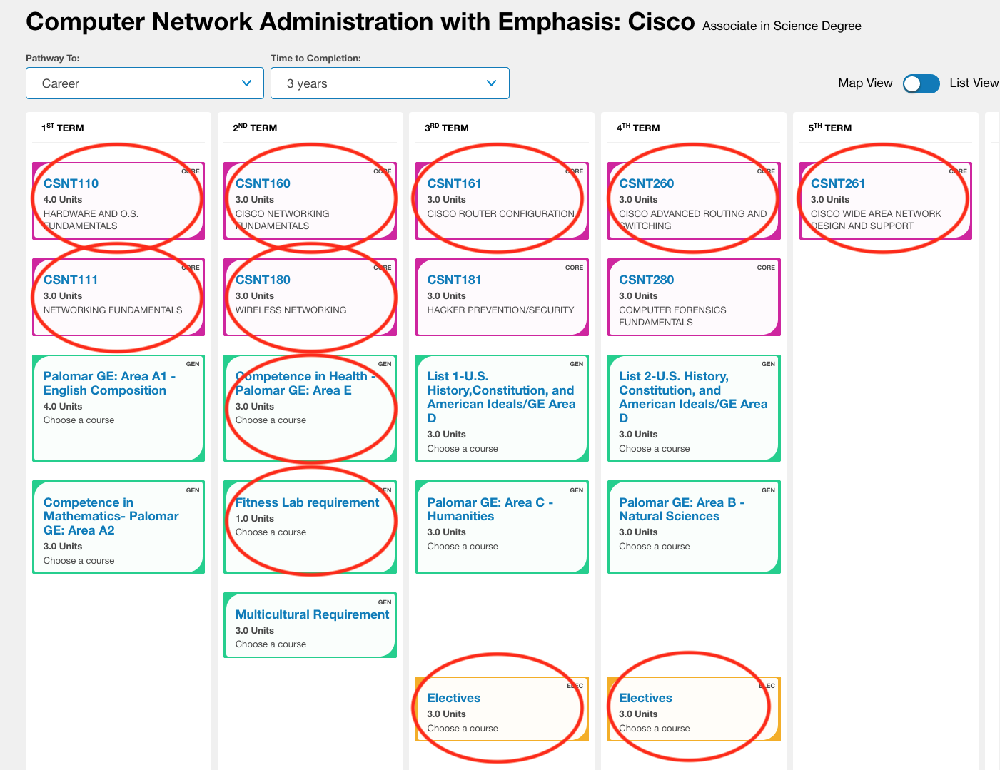 Computer Network Administration with Emphasis: Cisco Associate in Science Degree
Pathway To:
Time to Completion:
Career
3 years
Map View
List View
1ST TERM
CORE
CSNT110
4.0 Units
HARDWARE AND O.S.
FUNDAMENTALS
CORE
CSNT111
3.0 Units
NETWORKING FUNDAMENTALS
GEN
Palomar GE: Area A1 -
English Composition
4.0 Units
Choose a course
GEN
Competence in
Mathematics- Palomar
GE: Area A2
3.0 Units
Choose a course
2ND TERM
CORE
CSNT160
3.0 Units
CISCO NETWORKING
FUNDAMENTALS
CORE
CSNT180
3.0 Units
WIRELESS NETWORKING
GEN
Competence in Health -
Palomar GE: Area E
3.0 Units
Choose a course
GEN
Fitness Lab requirement
1.0 Units
Choose a course
GEN
Multicultural Requirement
3.0 Units
Choose a course
3RD TERM
CORE
CSNT161
3.0 Units
CISCO ROUTER CONFIGURATION
CORE
CSNT181
3.0 Units
HACKER PREVENTION/SECURITY
GEN
List 1-U.S.
History,Constitution, and
American Ideals/GE Area
D
3.0 Units
Choose a course
GEN
Palomar GE: Area C -
Humanities
3.0 Units
Choose a course
ELEC
Electives
3.0 Units
Choose a course
4TH TERM
CORE
CSNT260
3.0 Units
CISCO ADVANCED ROUTING AND
SWITCHING
CORE
CSNT280
3.0 Units
COMPUTER FORENSICS
FUNDAMENTALS
GEN
List 2-U.S. History,
Constitution, and
American Ideals/GE Area
D
3.0 Units
Choose a course
GEN
Palomar GE: Area B -
Natural Sciences
3.0 Units
Choose a course
ELEC
Electives
3.0 Units
Choose a course
5TH TERM
CORE
CSNT261
3.0 Units
CISCO WIDE AREA NETWORK
DESIGN AND SUPPORT